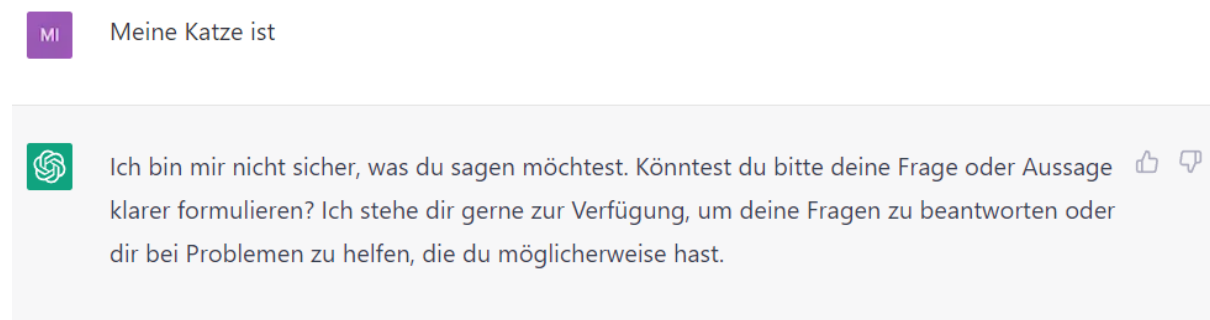 MI
Meine Katze ist
Ich bin mir nicht sicher, was du sagen möchtest. Könntest du bitte deine Frage oder Aussage
klarer formulieren? Ich stehe dir gerne zur Verfügung, um deine Fragen zu beantworten oder
dir bei Problemen zu helfen, die du möglicherweise hast.